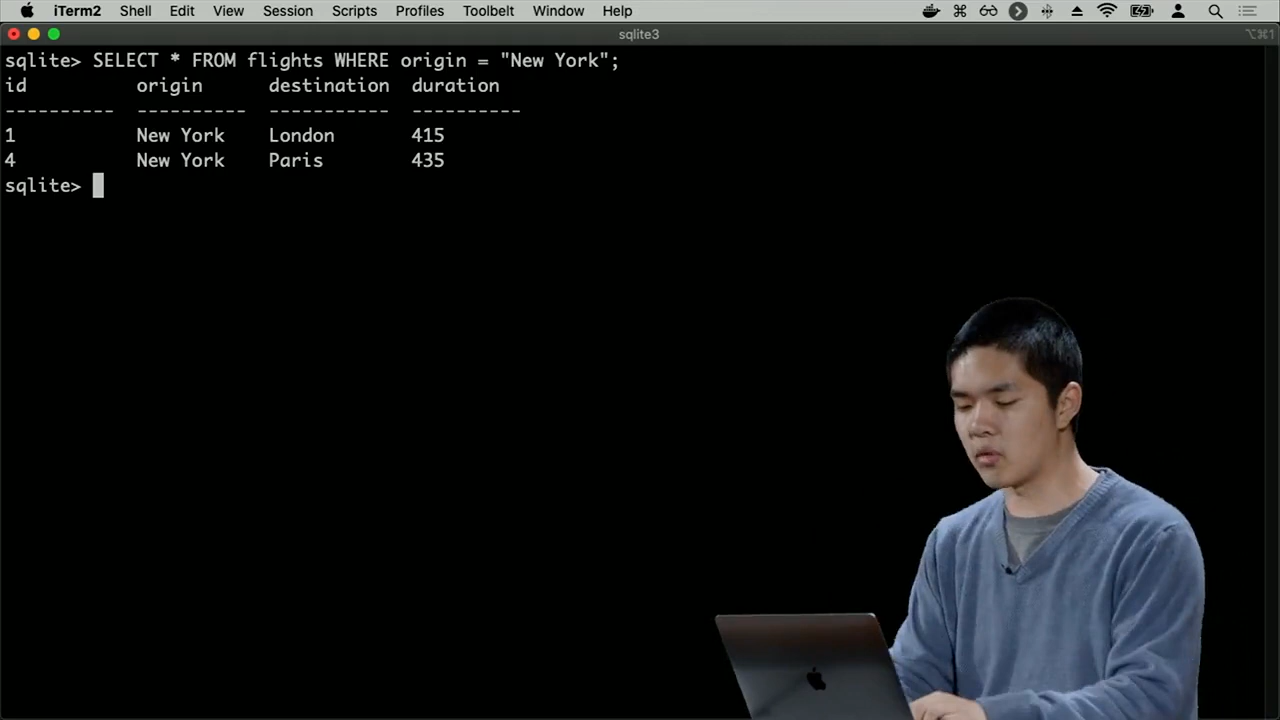 iTerm2 Shell Edit View Session Scripts Profiles Toolbelt Window Help
sqlite3 ⌥⌘1
sqlite> SELECT * FROM flights WHERE origin = "New York";
id origin destination duration
---------- ---------- ----------- ----------
1 New York London 415
4 New York Paris 435
sqlite>